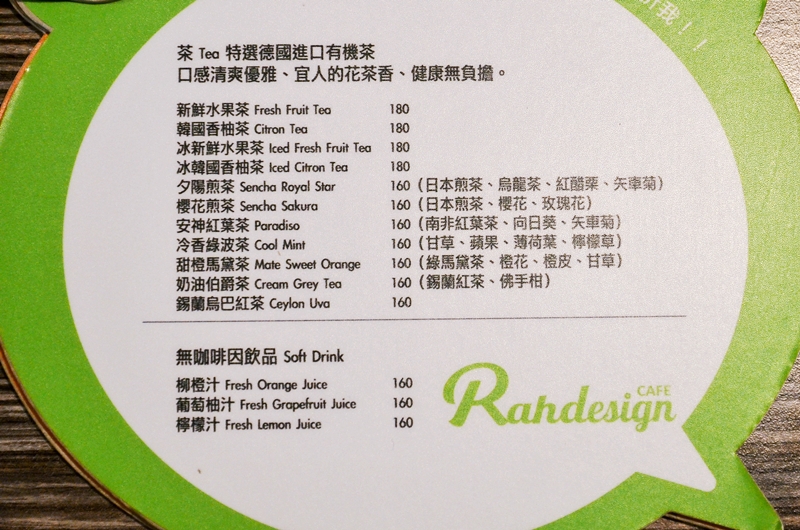 我！！
茶 Tea 特選德國進口有機茶
口感清爽優雅、宜人的花茶香、健康無負擔。
新鮮水果茶 Fresh Fruit Tea 180
韓國香柚茶 Citron Tea 180
冰新鮮水果茶 Iced Fresh Fruit Tea 180
冰韓國香柚茶 Iced Citron Tea 180
夕陽煎茶 Sencha Royal Star 160 (日本煎茶、烏龍茶、紅醋栗、矢車菊)
櫻花煎茶 Sencha Sakura 160 (日本煎茶、櫻花、玫瑰花)
安神紅葉茶 Paradiso 160 (南非紅葉茶、向日葵、矢車菊)
冷香綠波茶 Cool Mint 160 (甘草、蘋果、薄荷葉、檸檬草)
甜橙馬黛茶 Mate Sweet Orange 160 (綠馬黛茶、橙花、橙皮、甘草)
奶油伯爵茶 Cream Grey Tea 160 (錫蘭紅茶、佛手柑)
錫蘭烏巴紅茶 Ceylon Uva 160
無咖啡因飲品 Soft Drink
柳橙汁 Fresh Orange Juice 160
葡萄柚汁 Fresh Grapefruit Juice 160
檸檬汁 Fresh Lemon Juice 160
CAFE
Rahdesign